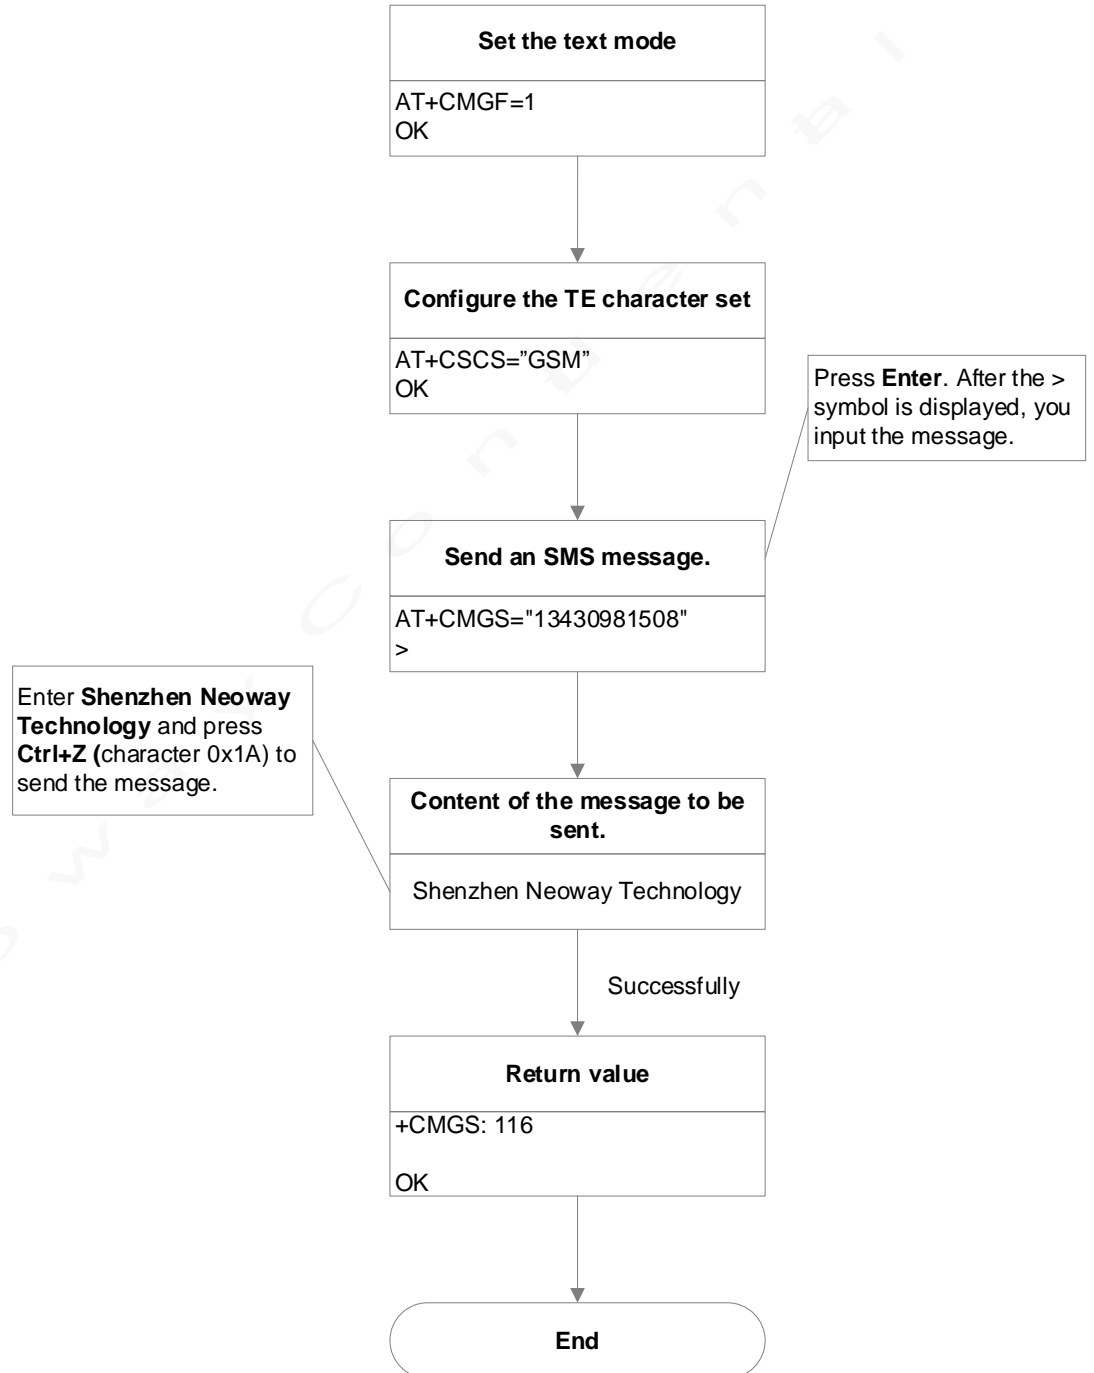 Set the text mode
AT+CMGF=1
OK
Configure the TE character set
AT+CSCS=”GSM”
OK
Press Enter. After the >
symbol is displayed, you
input the message.
Send an SMS message.
AT+CMGS="13430981508"
>
Enter Shenzhen Neoway
Technology and press
Ctrl+Z (character 0x1A) to
send the message.
Content of the message to be
sent.
Shenzhen Neoway Technology
Successfully
Return value
+CMGS: 116
OK
End